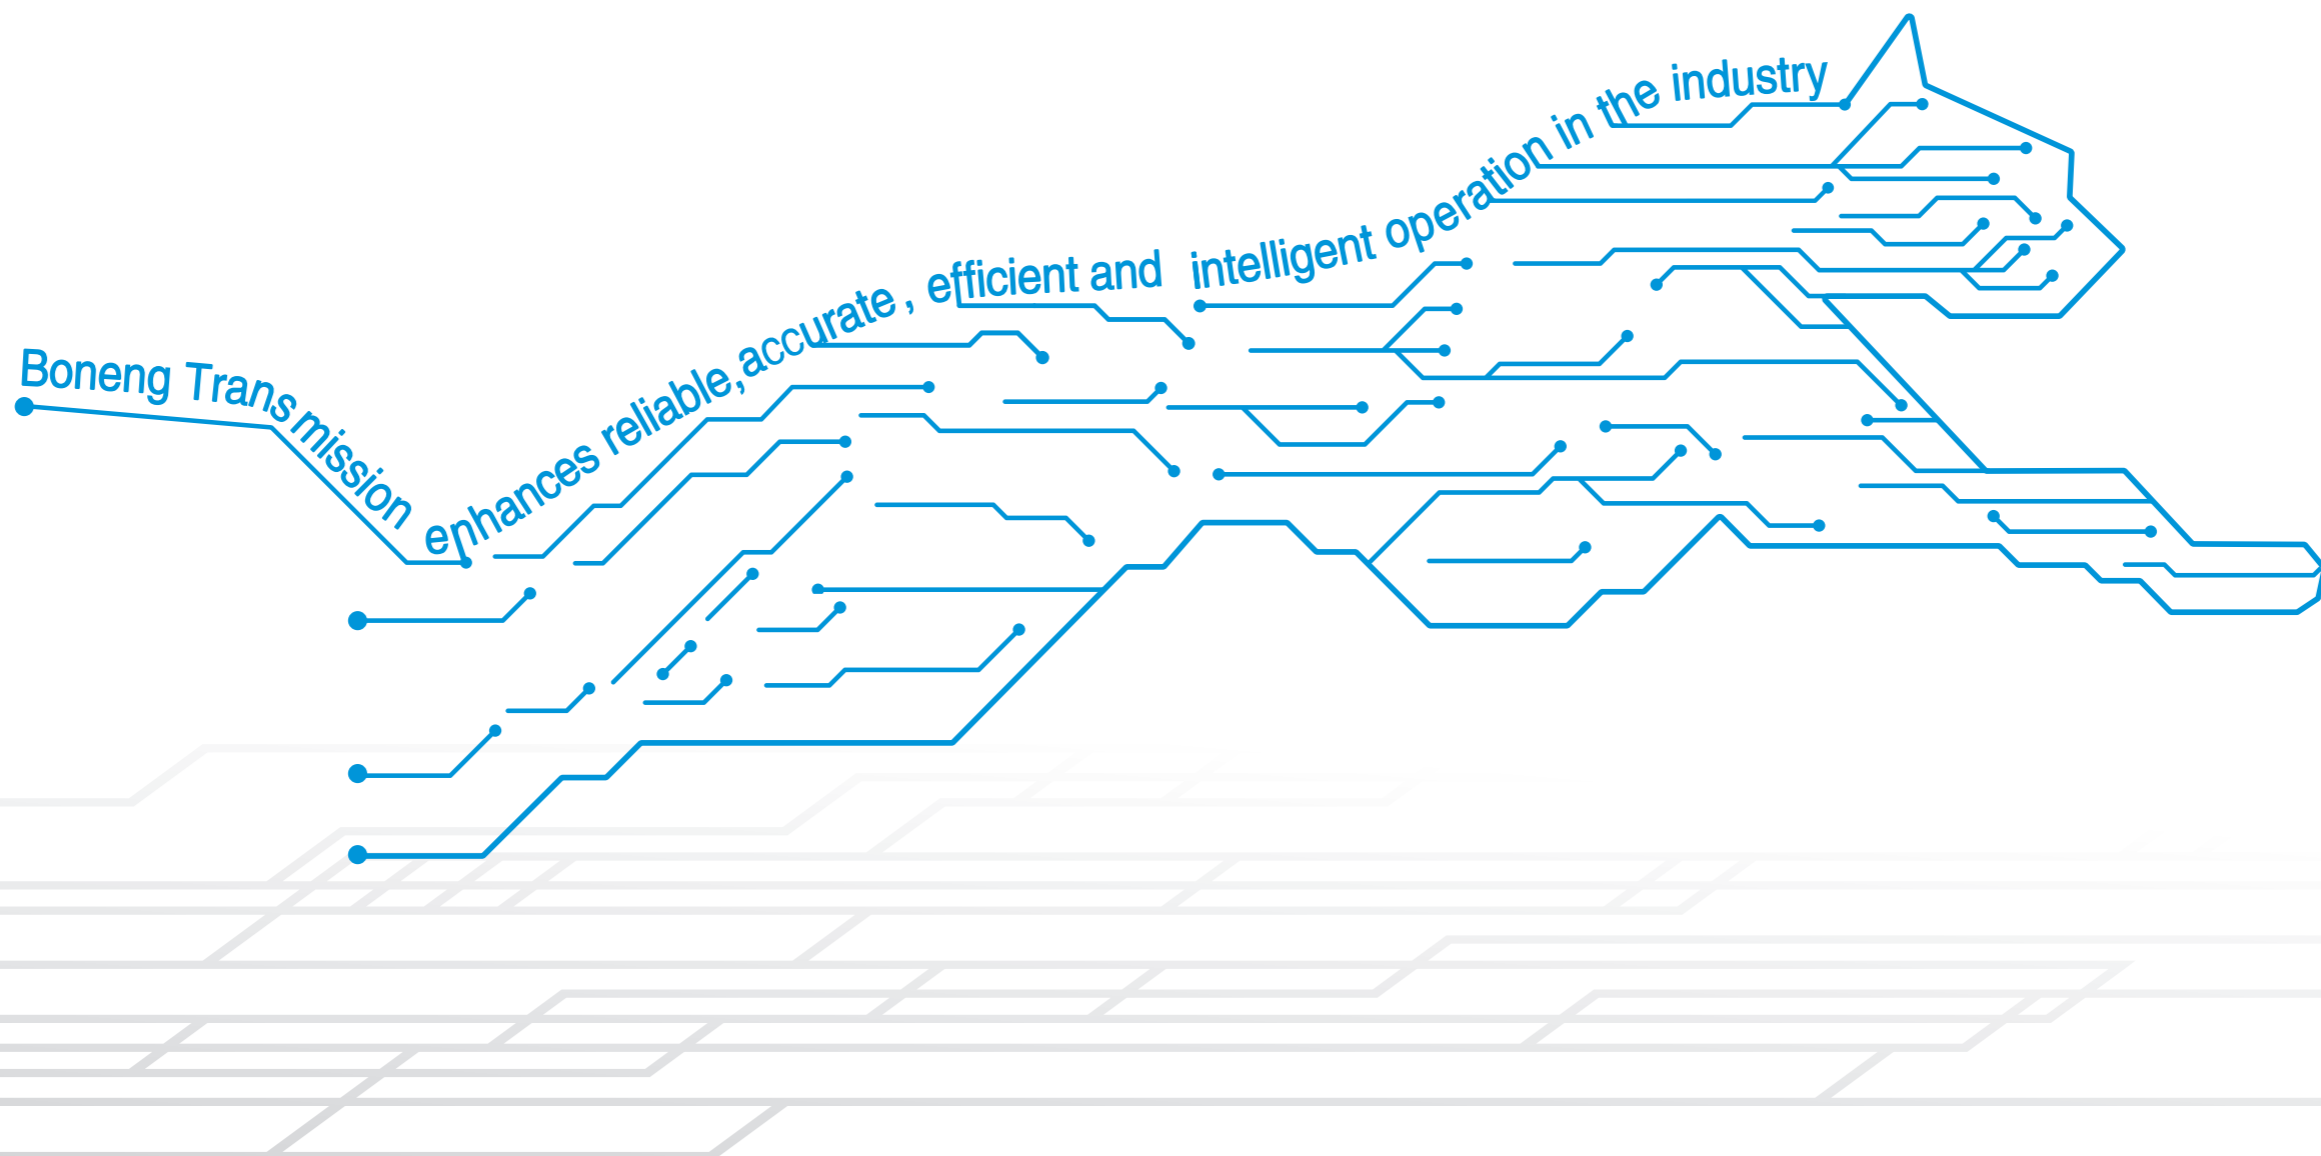 Boneng Transmission enhances reliable, accurate, efficient and intelligent operation in the industry